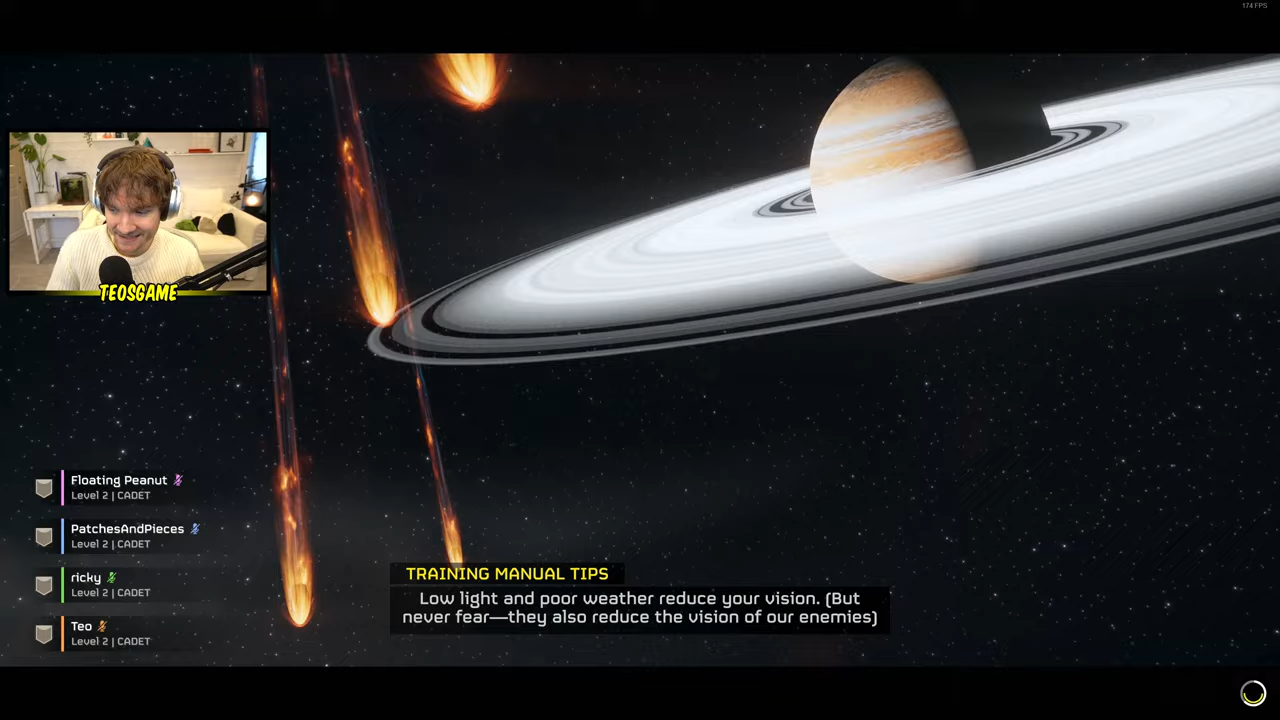 174 FPS
TEOSGAME
Floating Peanut
Level 2 | CADET
PatchesAndPieces
Level 2 | CADET
ricky
Level 2 | CADET
Teo
Level 2 | CADET
TRAINING MANUAL TIPS
Low light and poor weather reduce your vision. (But
never fear—they also reduce the vision of our enemies)